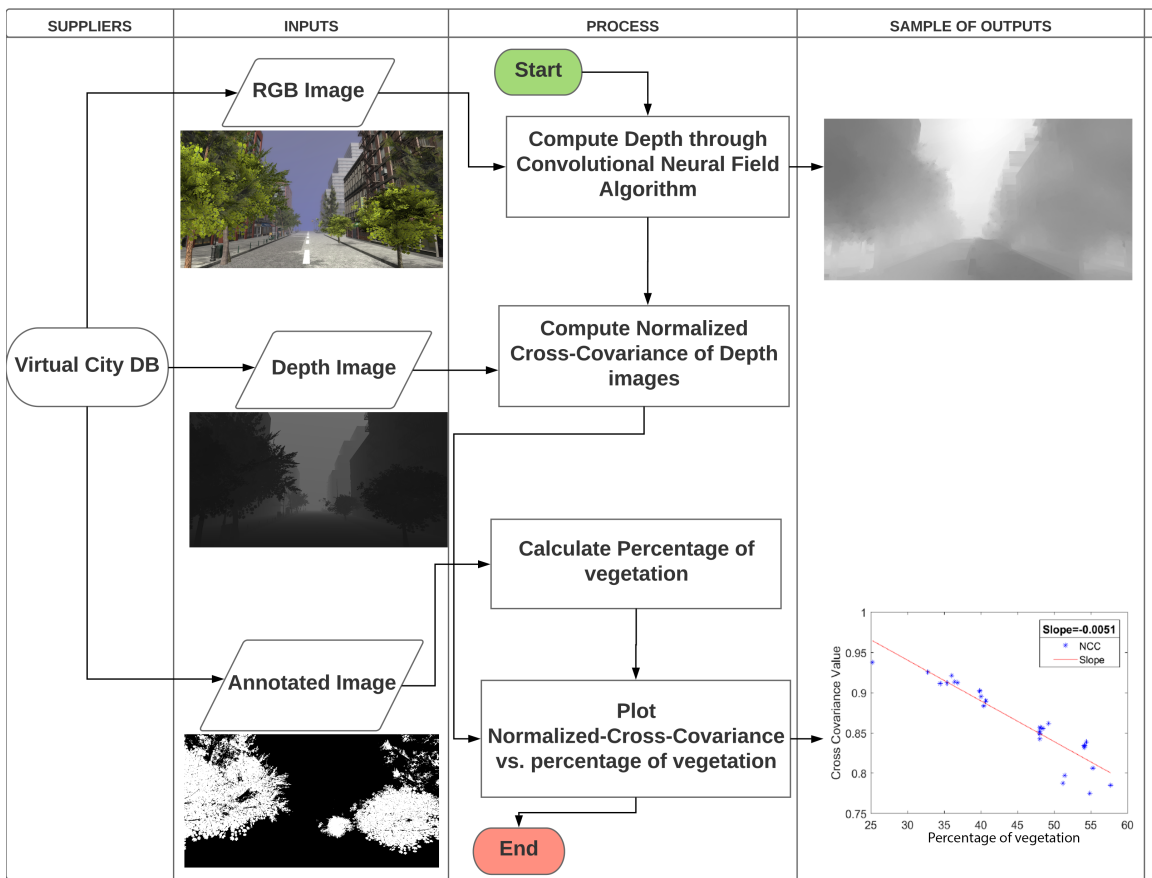 SUPPLIERS
INPUTS
PROCESS
SAMPLE OF OUTPUTS
Virtual City DB
RGB Image
Depth Image
Annotated Image
Start
Compute Depth through
Convolutional Neural Field
Algorithm
Compute Normalized
Cross-Covariance of Depth
images
Calculate Percentage of
vegetation
Plot
Normalized-Cross-Covariance
vs. percentage of vegetation
End
Slope=-0.0051
NCC
Slope
Cross Covariance Value
1
0.95
0.9
0.85
0.8
0.75
25
30
35
40
45
50
55
60
Percentage of vegetation